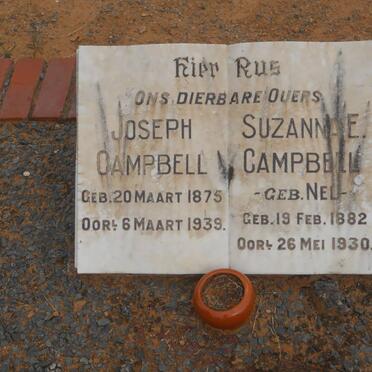 Hier Rus
ONS DIERBARE OUERS
JOSEPH
CAMPBELL
GEB. 20 MAART 1875
OORL. 6 MAART 1939.
SUZANNA E.
CAMPBELL
- GEB. NEL -
GEB. 19 FEB. 1882
OORL. 26 MEI 1930.